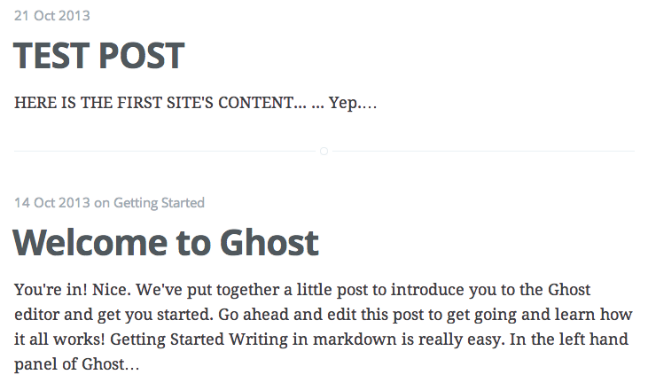 21 Oct 2013
TEST POST
HERE IS THE FIRST SITE'S CONTENT... ... Yep.…
14 Oct 2013 on Getting Started
Welcome to Ghost
You're in! Nice. We've put together a little post to introduce you to the Ghost
editor and get you started. Go ahead and edit this post to get going and learn how
it all works! Getting Started Writing in markdown is really easy. In the left hand
panel of Ghost…